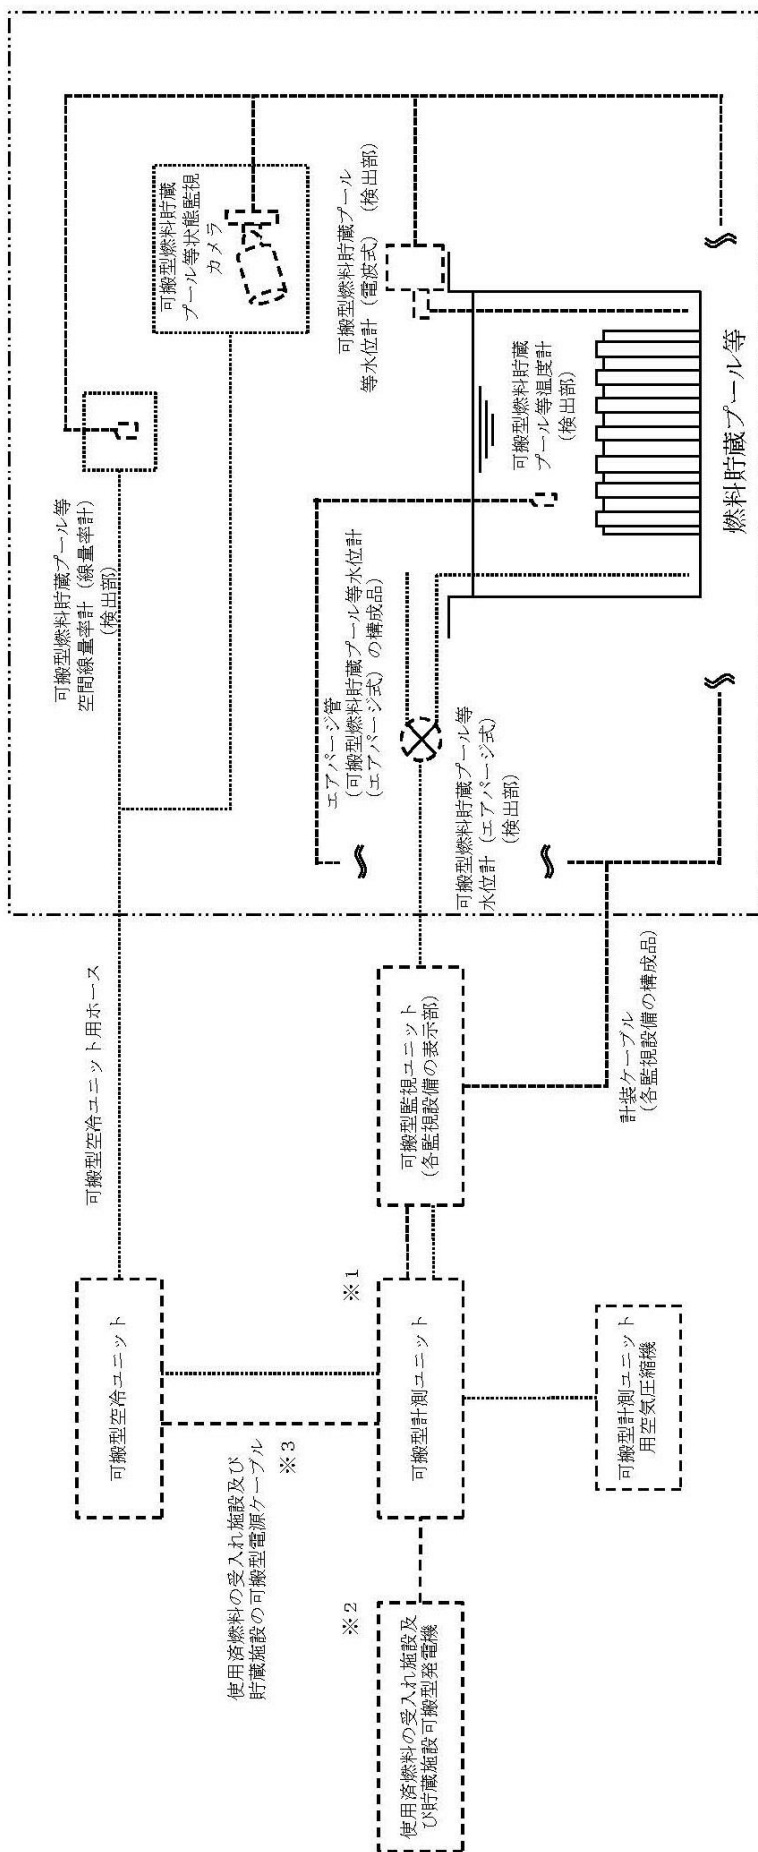 可搬型空冷ユニット
可搬型空冷ユニット用ホース
可搬型燃料貯蔵プール等
空間線量率計（線量率計）
（検出部）
可搬型燃料貯蔵
プール等状態監視
カメラ
使用済燃料の受入れ施設及び
貯蔵施設の可搬型電源ケーブル
※3
※2
使用済燃料の受入れ施設及
び貯蔵施設可搬型発電機
※1
可搬型計測ユニット
可搬型監視ユニット
（各監視設備の表示部）
エアパージ管
（可搬型燃料貯蔵プール等水位計
（エアパージ式）の構成品）
可搬型燃料貯蔵プール
等水位計（電波式）（検出部）
可搬型燃料貯蔵プール等
水位計（エアパージ式）
（検出部）
可搬型燃料貯蔵
プール等温度計
（検出部）
可搬型計測ユニット
用空気圧縮機
計装ケーブル
（各監視設備の構成品）
燃料貯蔵プール等